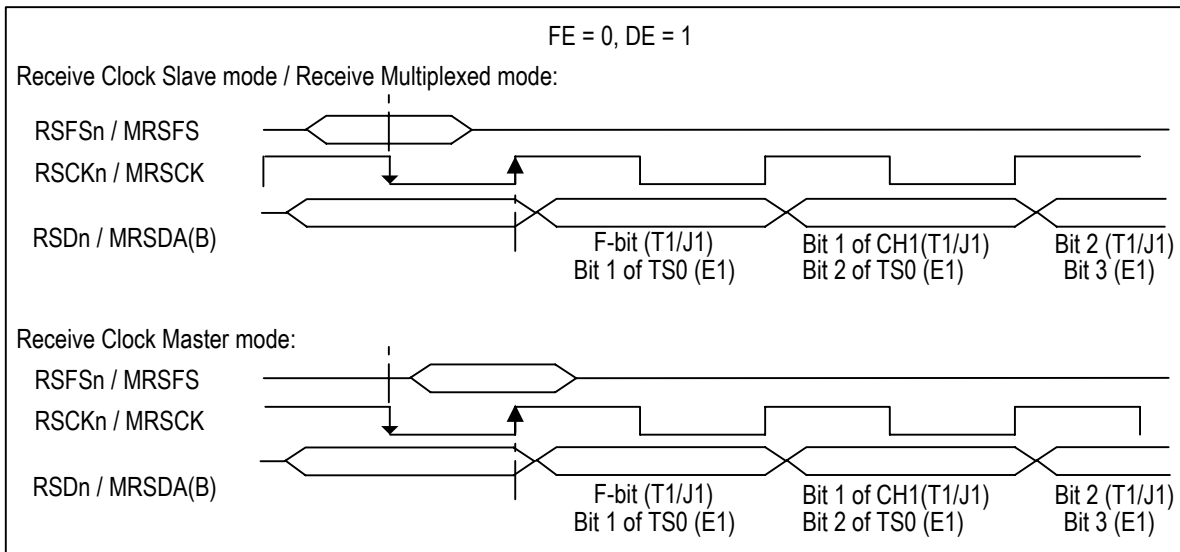 FE = 0, DE = 1
Receive Clock Slave mode / Receive Multiplexed mode:
RSFSn / MRSFS
RSCKn / MRSCK
RSDn / MRSDA(B)
F-bit (T1/J1)
Bit 1 of TS0 (E1)
Bit 1 of CH1(T1/J1)
Bit 2 of TS0 (E1)
Bit 2 (T1/J1)
Bit 3 (E1)
Receive Clock Master mode:
RSFSn / MRSFS
RSCKn / MRSCK
RSDn / MRSDA(B)
F-bit (T1/J1)
Bit 1 of TS0 (E1)
Bit 1 of CH1(T1/J1)
Bit 2 of TS0 (E1)
Bit 2 (T1/J1)
Bit 3 (E1)